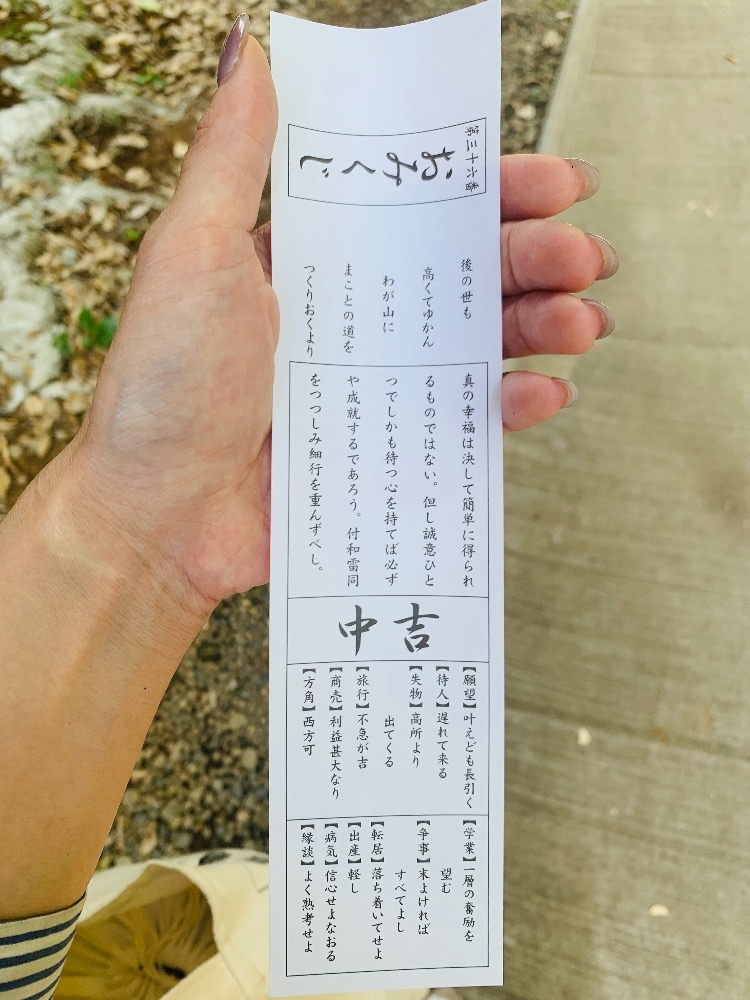 第三十六番
おみくじ
後の世も
高くてゆかん
わが山に
まことの道を
つくりおくより
真の幸福は決して簡単に得られ
るものではない。但し誠意ひと
つでしかも待つ心を持てば必ず
や成就するであろう。付和雷同
をつつしみ細行を重んずべし。
中吉
【願望】叶えども長引く
【待人】遅れて来る
【失物】高所より
出てくる
【旅行】不急が吉
【商売】利益甚大なり
【方角】西方可
【学業】一層の奮励を
望む
【争事】末よければ
すべてよし
【転居】落ち着いてせよ
【出産】軽し
【病気】信心せよなおる
【縁談】よく熟考せよ